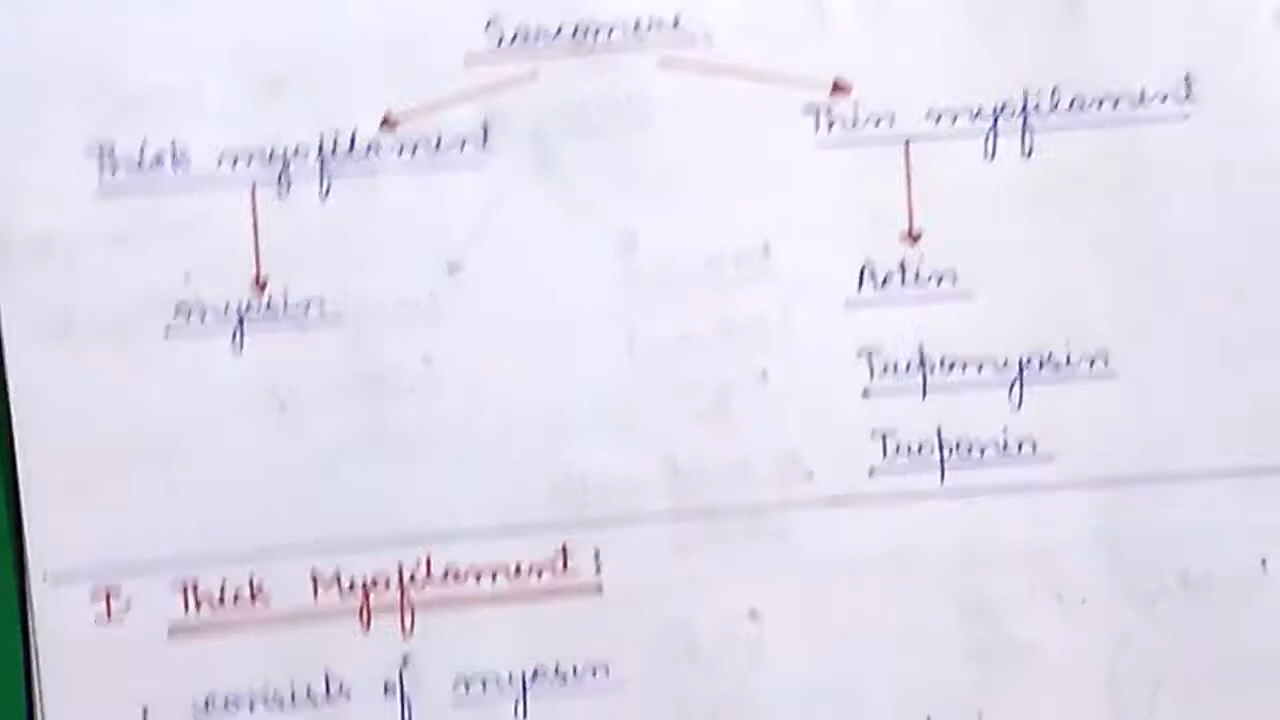 Sarcomere
Thick myofilament
Thin myofilament
myosin
Actin
Tropomyosin
Troponin
I. Thick Myofilament :
consists of myosin